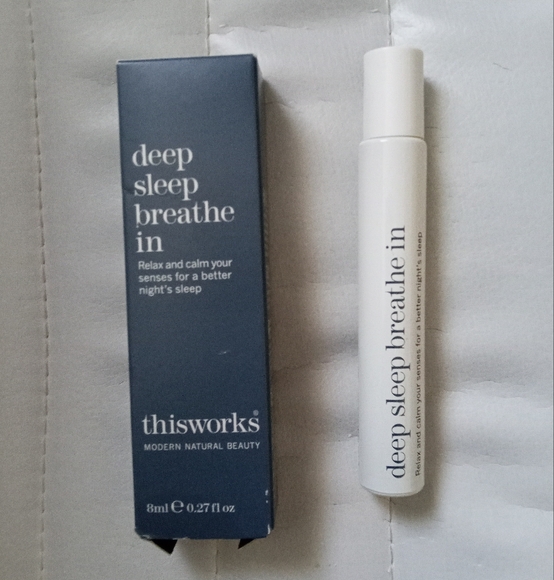 deep
sleep
breathe
in
Relax and calm your
senses for a better
night's sleep
thisworks®
MODERN NATURAL BEAUTY
8ml ℮ 0.27 fl oz
deep sleep breathe in
Relax and calm your senses for a better night's sleep